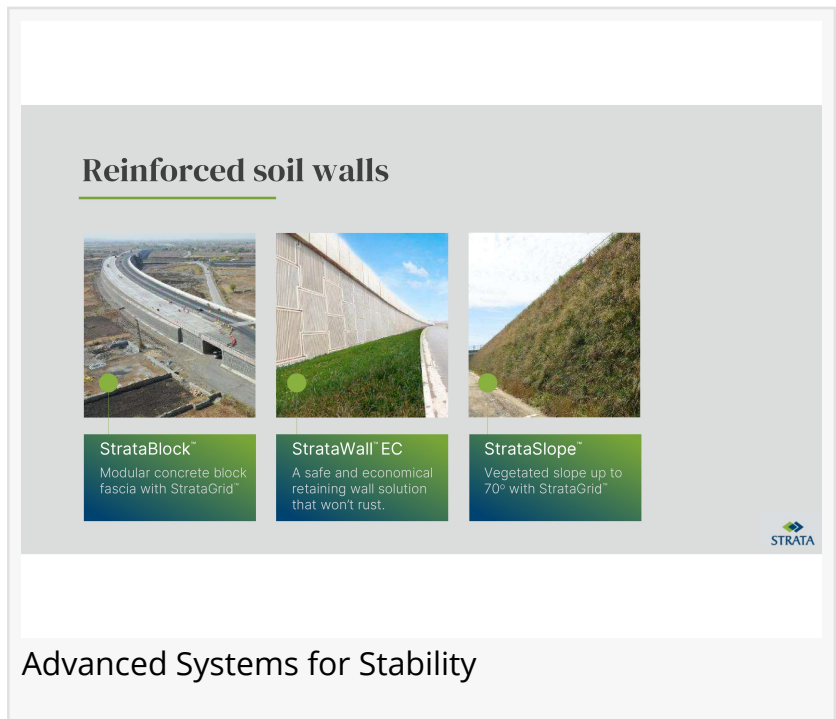 Reinforced soil walls
StrataBlock™
Modular concrete block
fascia with StrataGrid™
StrataWall™ EC
A safe and economical
retaining wall solution
that won't rust.
StrataSlope™
Vegetated slope up to
70º with StrataGrid™
STRATA
Advanced Systems for Stability